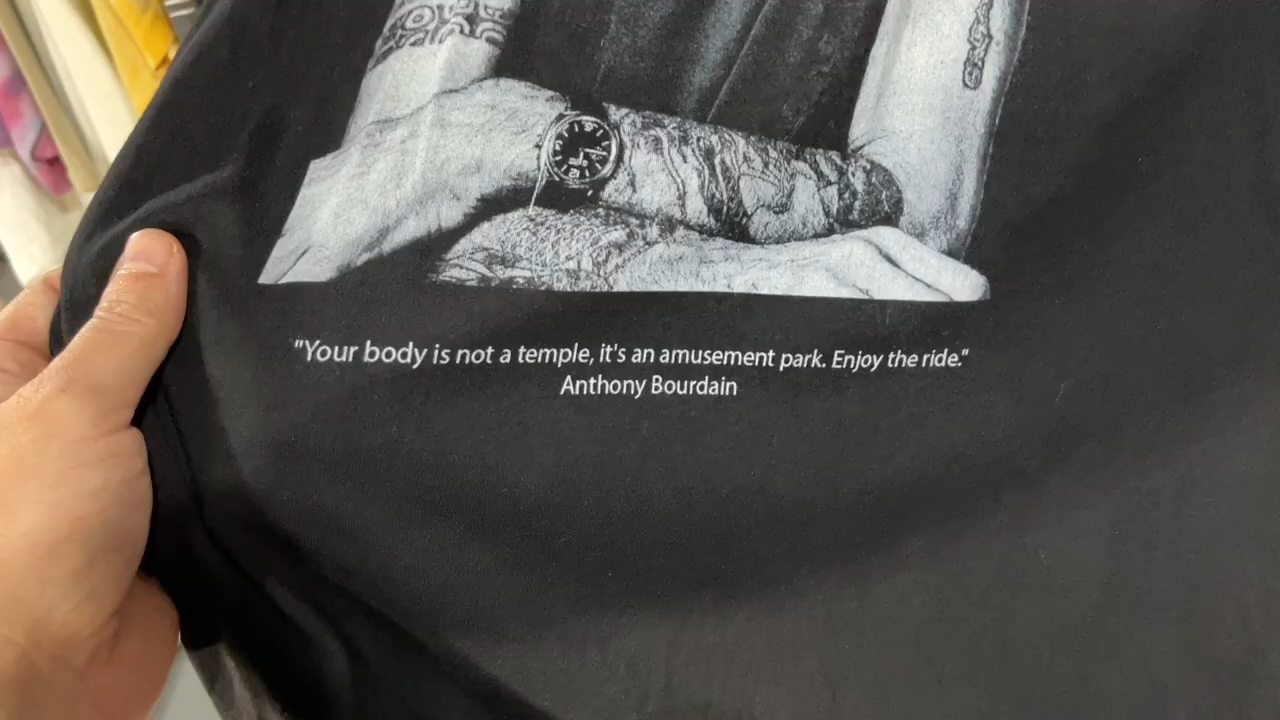 "Your body is not a temple, it's an amusement park. Enjoy the ride."
Anthony Bourdain